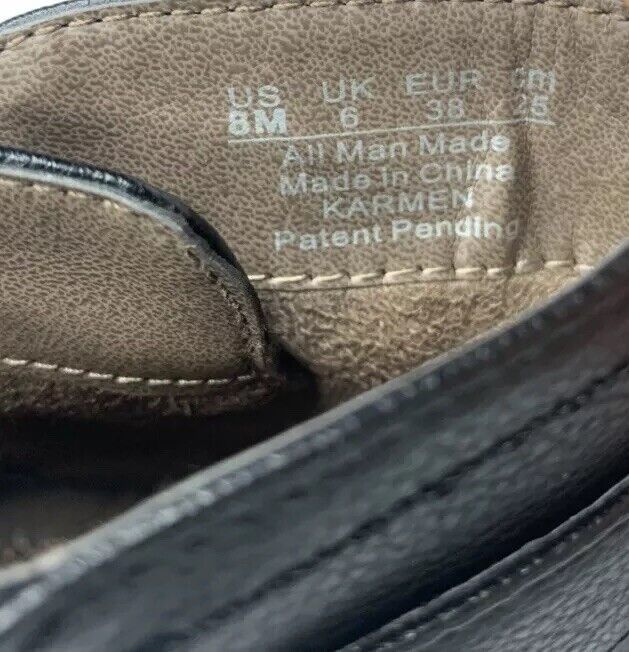 US UK EUR cm
8M 6 38 25
All Man Made
Made in China
KARMEN
Patent Pending